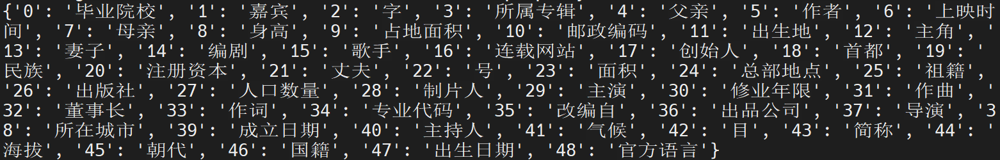 {'0': '毕业院校', '1': '嘉宾', '2': '字', '3': '所属专辑', '4': '父亲', '5': '作者', '6': '上映时
间', '7': '母亲', '8': '身高', '9': '占地面积', '10': '邮政编码', '11': '出生地', '12': '主角', '
13': '妻子', '14': '编剧', '15': '歌手', '16': '连载网站', '17': '创始人', '18': '首都', '19': '
民族', '20': '注册资本', '21': '丈夫', '22': '号', '23': '面积', '24': '总部地点', '25': '祖籍',
'26': '出版社', '27': '人口数量', '28': '制片人', '29': '主演', '30': '修业年限', '31': '作曲', '
32': '董事长', '33': '作词', '34': '专业代码', '35': '改编自', '36': '出品公司', '37': '导演', '3
8': '所在城市', '39': '成立日期', '40': '主持人', '41': '气候', '42': '目', '43': '简称', '44': '
海拔', '45': '朝代', '46': '国籍', '47': '出生日期', '48': '官方语言'}